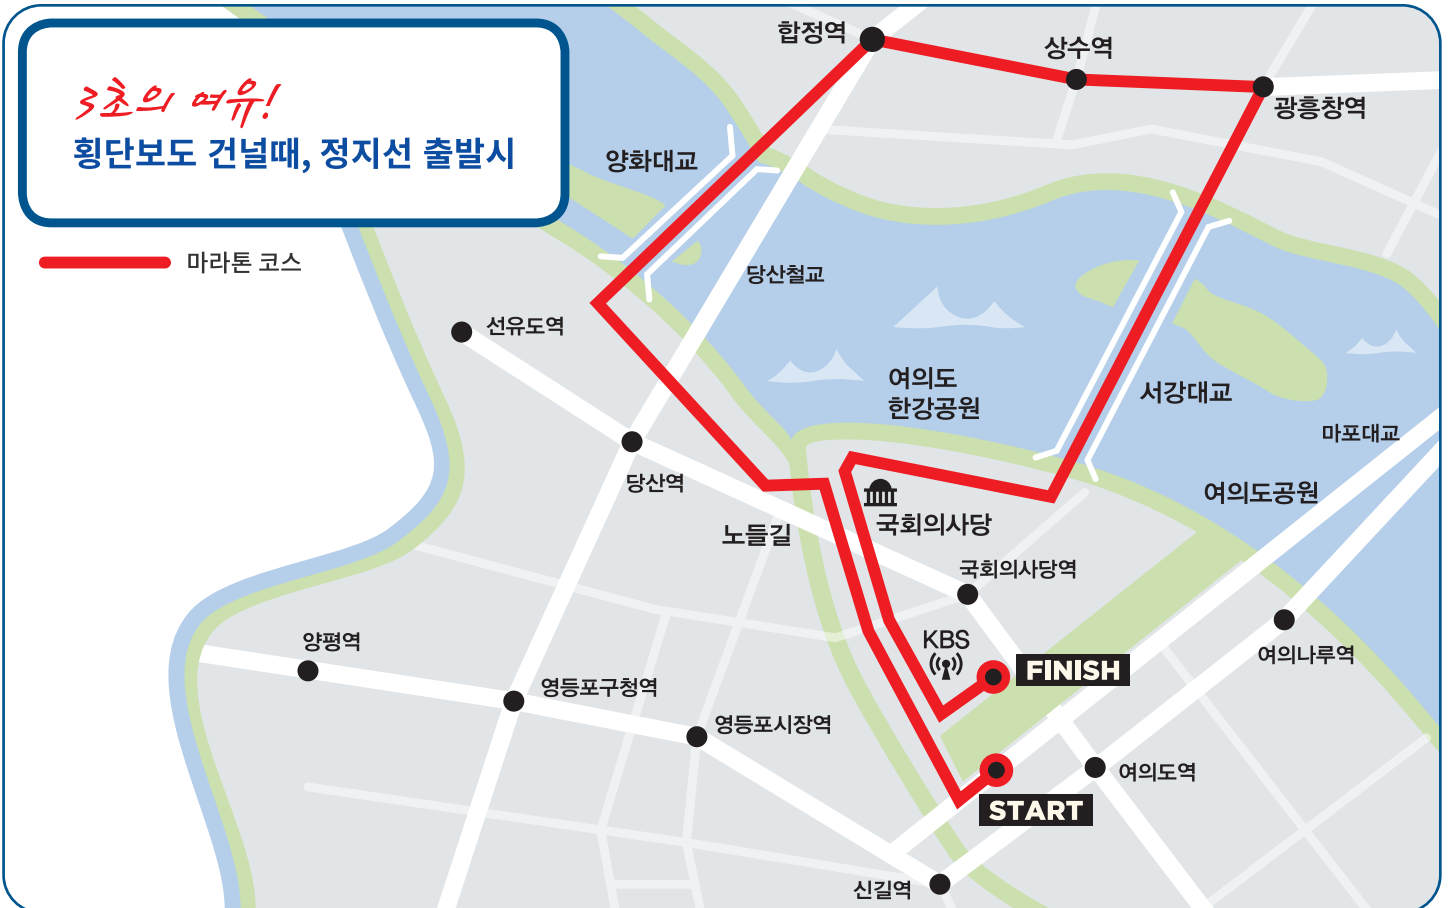 3초의 여유!
횡단보도 건널때, 정지선 출발시
마라톤 코스
합정역
상수역
광흥창역
양화대교
당산철교
선유도역
여의도
한강공원
서강대교
마포대교
당산역
여의도공원
노들길
국회의사당
국회의사당역
양평역
KBS
여의나루역
FINISH
영등포구청역
영등포시장역
여의도역
START
신길역